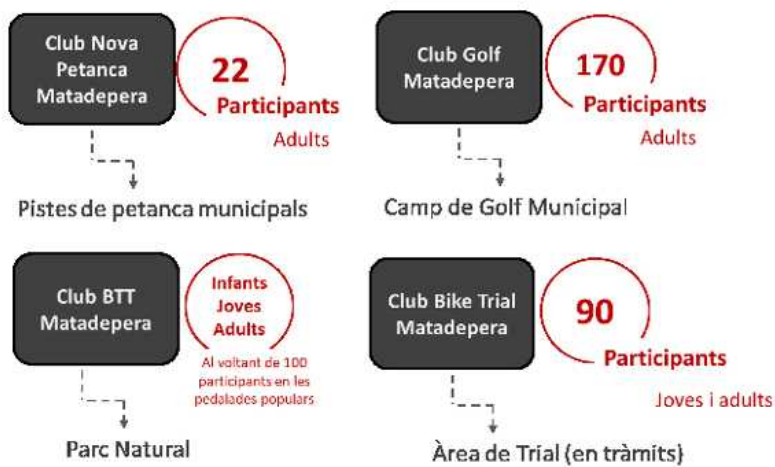 Club Nova
Petanca
Matadepera
22
Participants
Adults
Pistes de petanca municipals
Club Golf
Matadepera
170
Participants
Adults
Camp de Golf Municipal
Club BTT
Matadepera
Infants
Joves
Adults
Al voltant de 100
participants en les
pedalades populars
Parc Natural
Club Bike Trial
Matadepera
90
Participants
Joves i adults
Àrea de Trial (en tràmits)